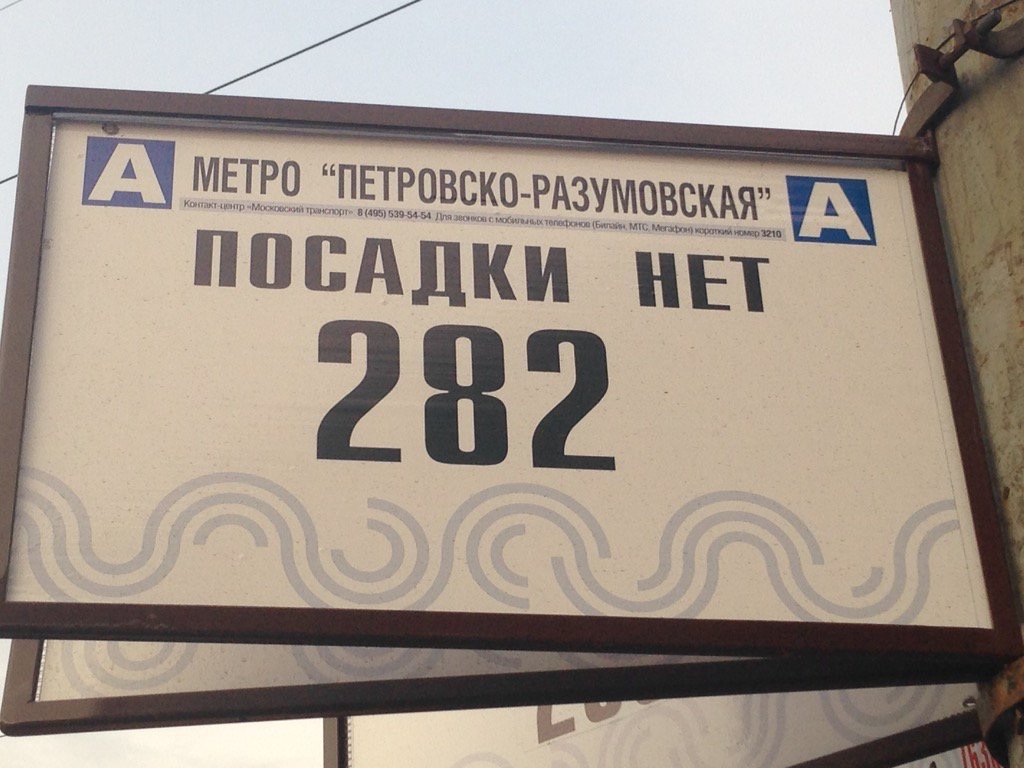 А МЕТРО "ПЕТРОВСКО-РАЗУМОВСКАЯ" А
Контакт-центр «Московский транспорт» 8 (495) 539-54-54 Для звонков с мобильных телефонов (Билайн, МТС, Мегафон) короткий номер 3210
ПОСАДКИ НЕТ
282